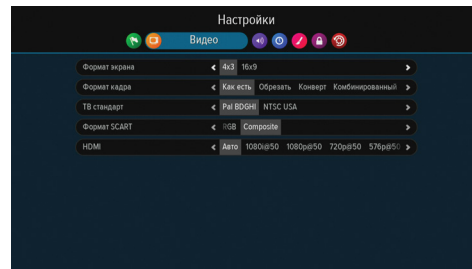 Настройки
Видео
Формат экрана 4x3 16x9
Формат кадра Как есть Обрезать Конверт Комбинированный
ТВ стандарт Pal BDGHI NTSC USA
Формат SCART RGB Composite
HDMI Авто 1080i@50 1080p@50 720p@50 576p@50